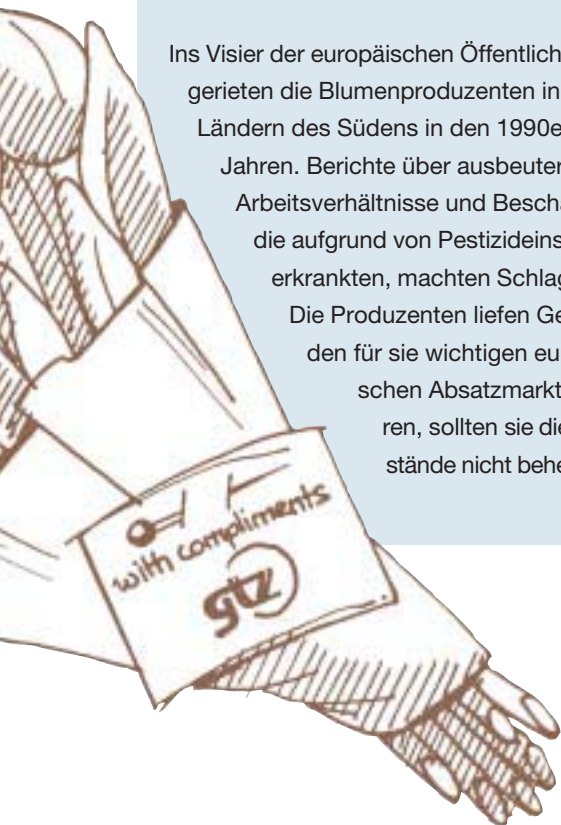 Ins Visier der europäischen Öffentlich
gerieten die Blumenproduzenten in
Ländern des Südens in den 1990e
Jahren. Berichte über ausbeuter
Arbeitsverhältnisse und Beschä
die aufgrund von Pestizideins
erkrankten, machten Schlag
Die Produzenten liefen Ge
den für sie wichtigen eu
schen Absatzmarkt
ren, sollten sie die
stände nicht behe
with compliments
gtz